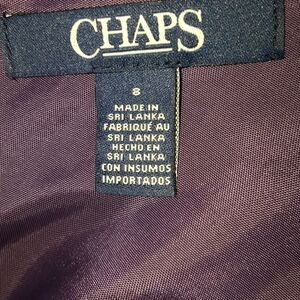 CHAPS
8
MADE IN
SRI LANKA
FABRIQUÉ AU
SRI LANKA
HECHO EN
SRI LANKA
CON INSUMOS
IMPORTADOS